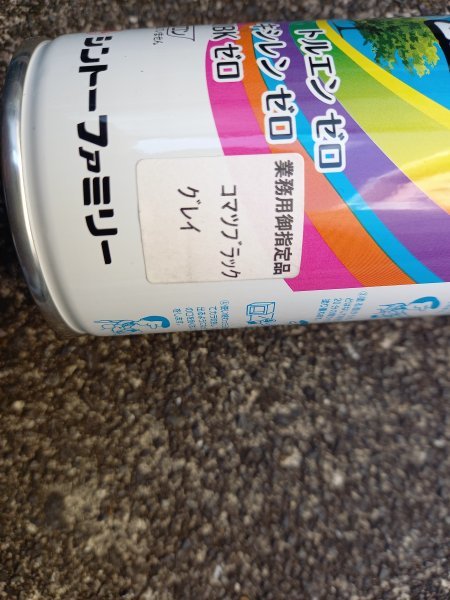 トルエン ゼロ
キシレン ゼロ
BK ゼロ
シントーファミリー
業務用御指定品
コマツブラック
グレイ